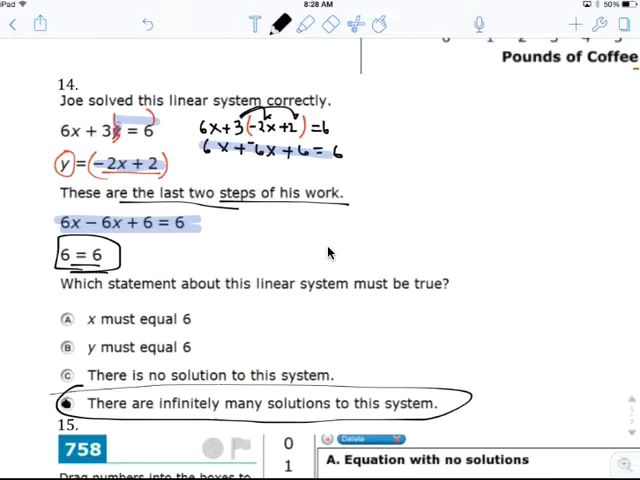 iPad
8:28 AM
50%
Pounds of Coffee
14.
Joe solved this linear system correctly.
6x + 3y = 6
6x+3(-2x+2)=6
6x+-6x+6=6
y = (-2x + 2)
These are the last two steps of his work.
6x − 6x + 6 = 6
6 = 6
Which statement about this linear system must be true?
A x must equal 6
B y must equal 6
C There is no solution to this system.
There are infinitely many solutions to this system.
15.
758
0
1
Delete
A. Equation with no solutions
Drag numbers into the boxes to